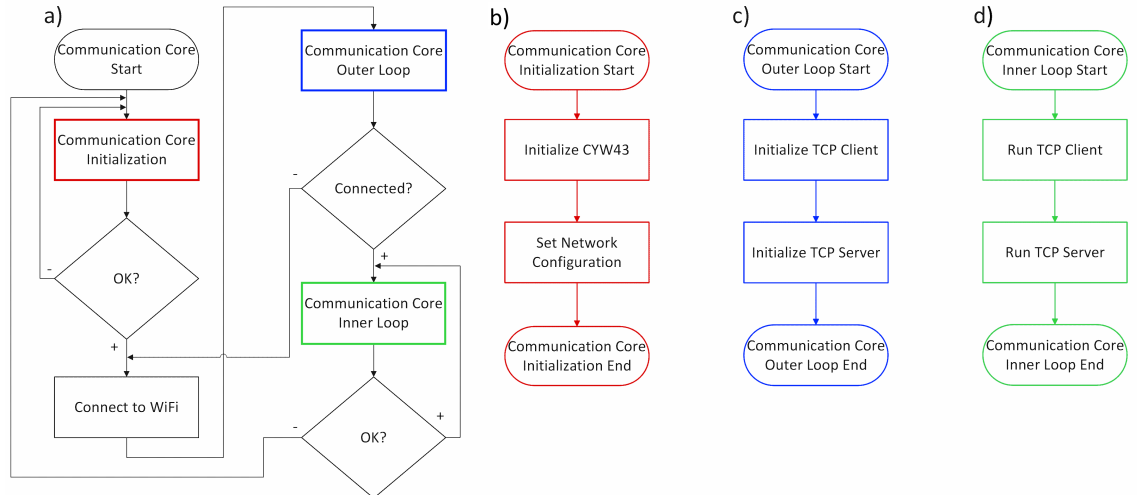 a)
Communication Core
Start
Communication Core
Initialization
OK?
-
+
Connect to WiFi
Communication Core
Outer Loop
Connected?
-
+
Communication Core
Inner Loop
OK?
-
+
b)
Communication Core
Initialization Start
Initialize CYW43
Set Network
Configuration
Communication Core
Initialization End
c)
Communication Core
Outer Loop Start
Initialize TCP Client
Initialize TCP Server
Communication Core
Outer Loop End
d)
Communication Core
Inner Loop Start
Run TCP Client
Run TCP Server
Communication Core
Inner Loop End